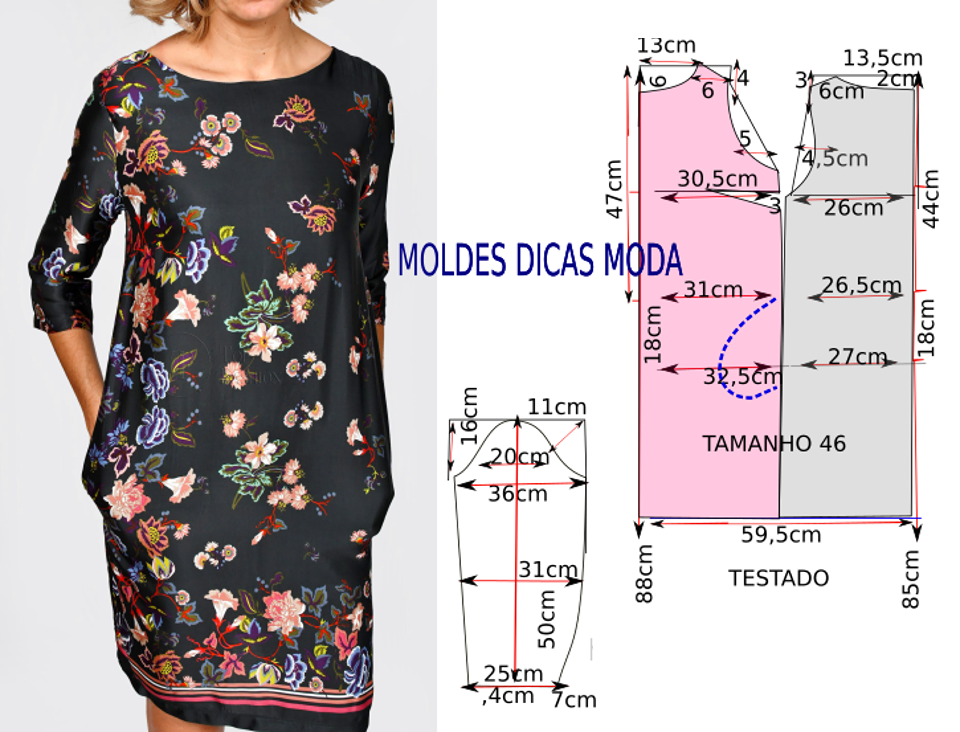 13cm
13,5cm
6
6
4
3
6cm
2cm
5
4,5cm
47cm
30,5cm
3
26cm
44cm
MOLDES DICAS MODA
31cm
26,5cm
18cm
18cm
32,5cm
27cm
TAMANHO 46
59,5cm
88cm
TESTADO
85cm
16cm
11cm
20cm
36cm
31cm
50cm
25cm
,4cm
7cm